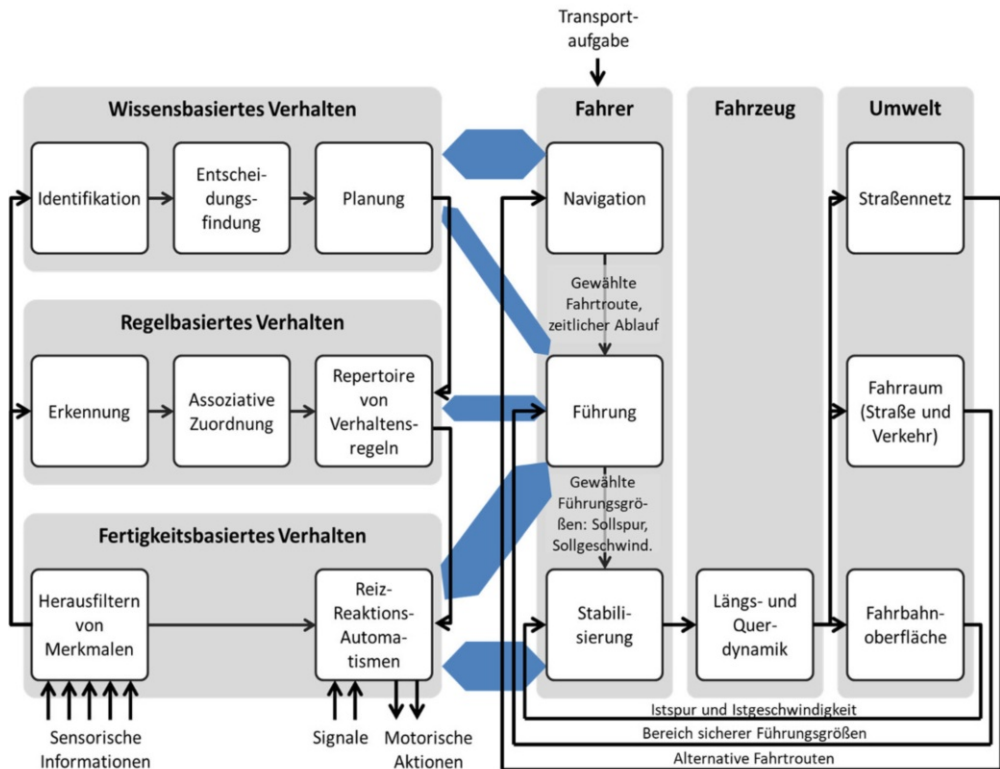 Transport-
aufgabe
Wissensbasiertes Verhalten
Identifikation
Entschei-
dungs-
findung
Planung
Regelbasiertes Verhalten
Erkennung
Assoziative
Zuordnung
Repertoire
von
Verhaltens-
regeln
Fertigkeitsbasiertes Verhalten
Herausfiltern
von
Merkmalen
Reiz-
Reaktions-
Automa-
tismen
Sensorische
Informationen
Signale
Motorische
Aktionen
Fahrer
Navigation
Gewählte
Fahrtroute,
zeitlicher Ablauf
Führung
Gewählte
Führungsgrö-
ßen: Sollspur,
Sollgeschwind.
Stabili-
sierung
Fahrzeug
Längs- und
Quer-
dynamik
Umwelt
Straßennetz
Fahrraum
(Straße und
Verkehr)
Fahrbahn-
oberfläche
Istspur und Istgeschwindigkeit
Bereich sicherer Führungsgrößen
Alternative Fahrtrouten